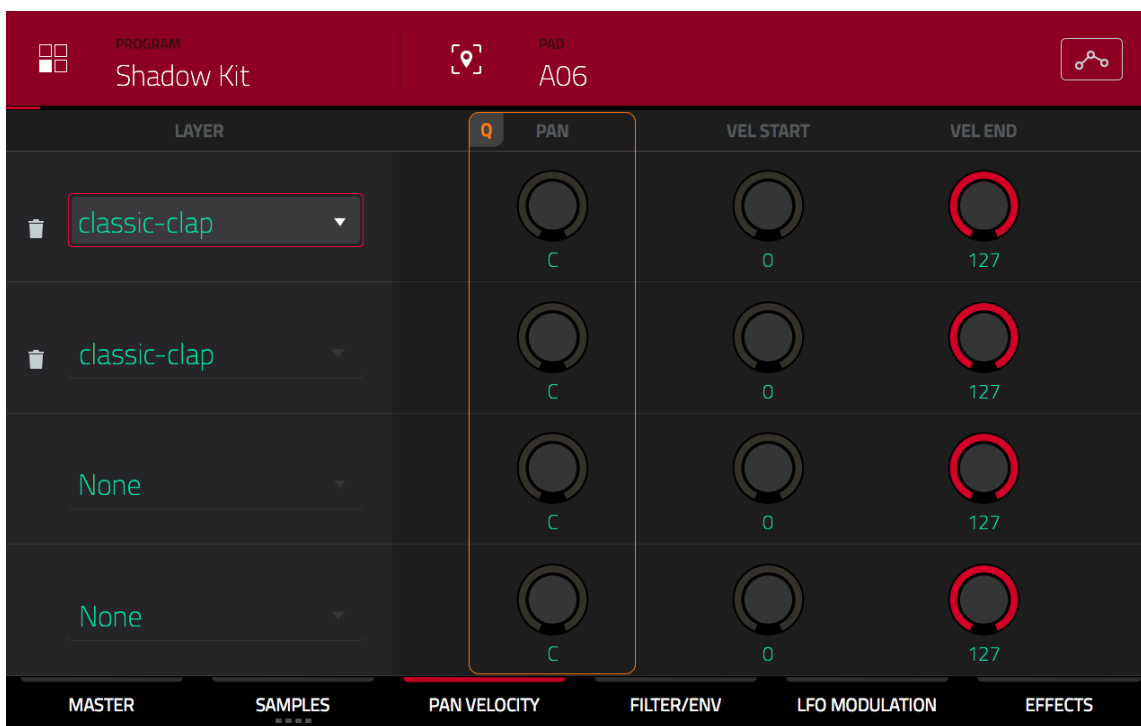 PROGRAM PAD
Shadow Kit A06
LAYER Q PAN VEL START VEL END
classic-clap
C 0 127
classic-clap
C 0 127
None
C 0 127
None
C 0 127
MASTER SAMPLES PAN VELOCITY FILTER/ENV LFO MODULATION EFFECTS